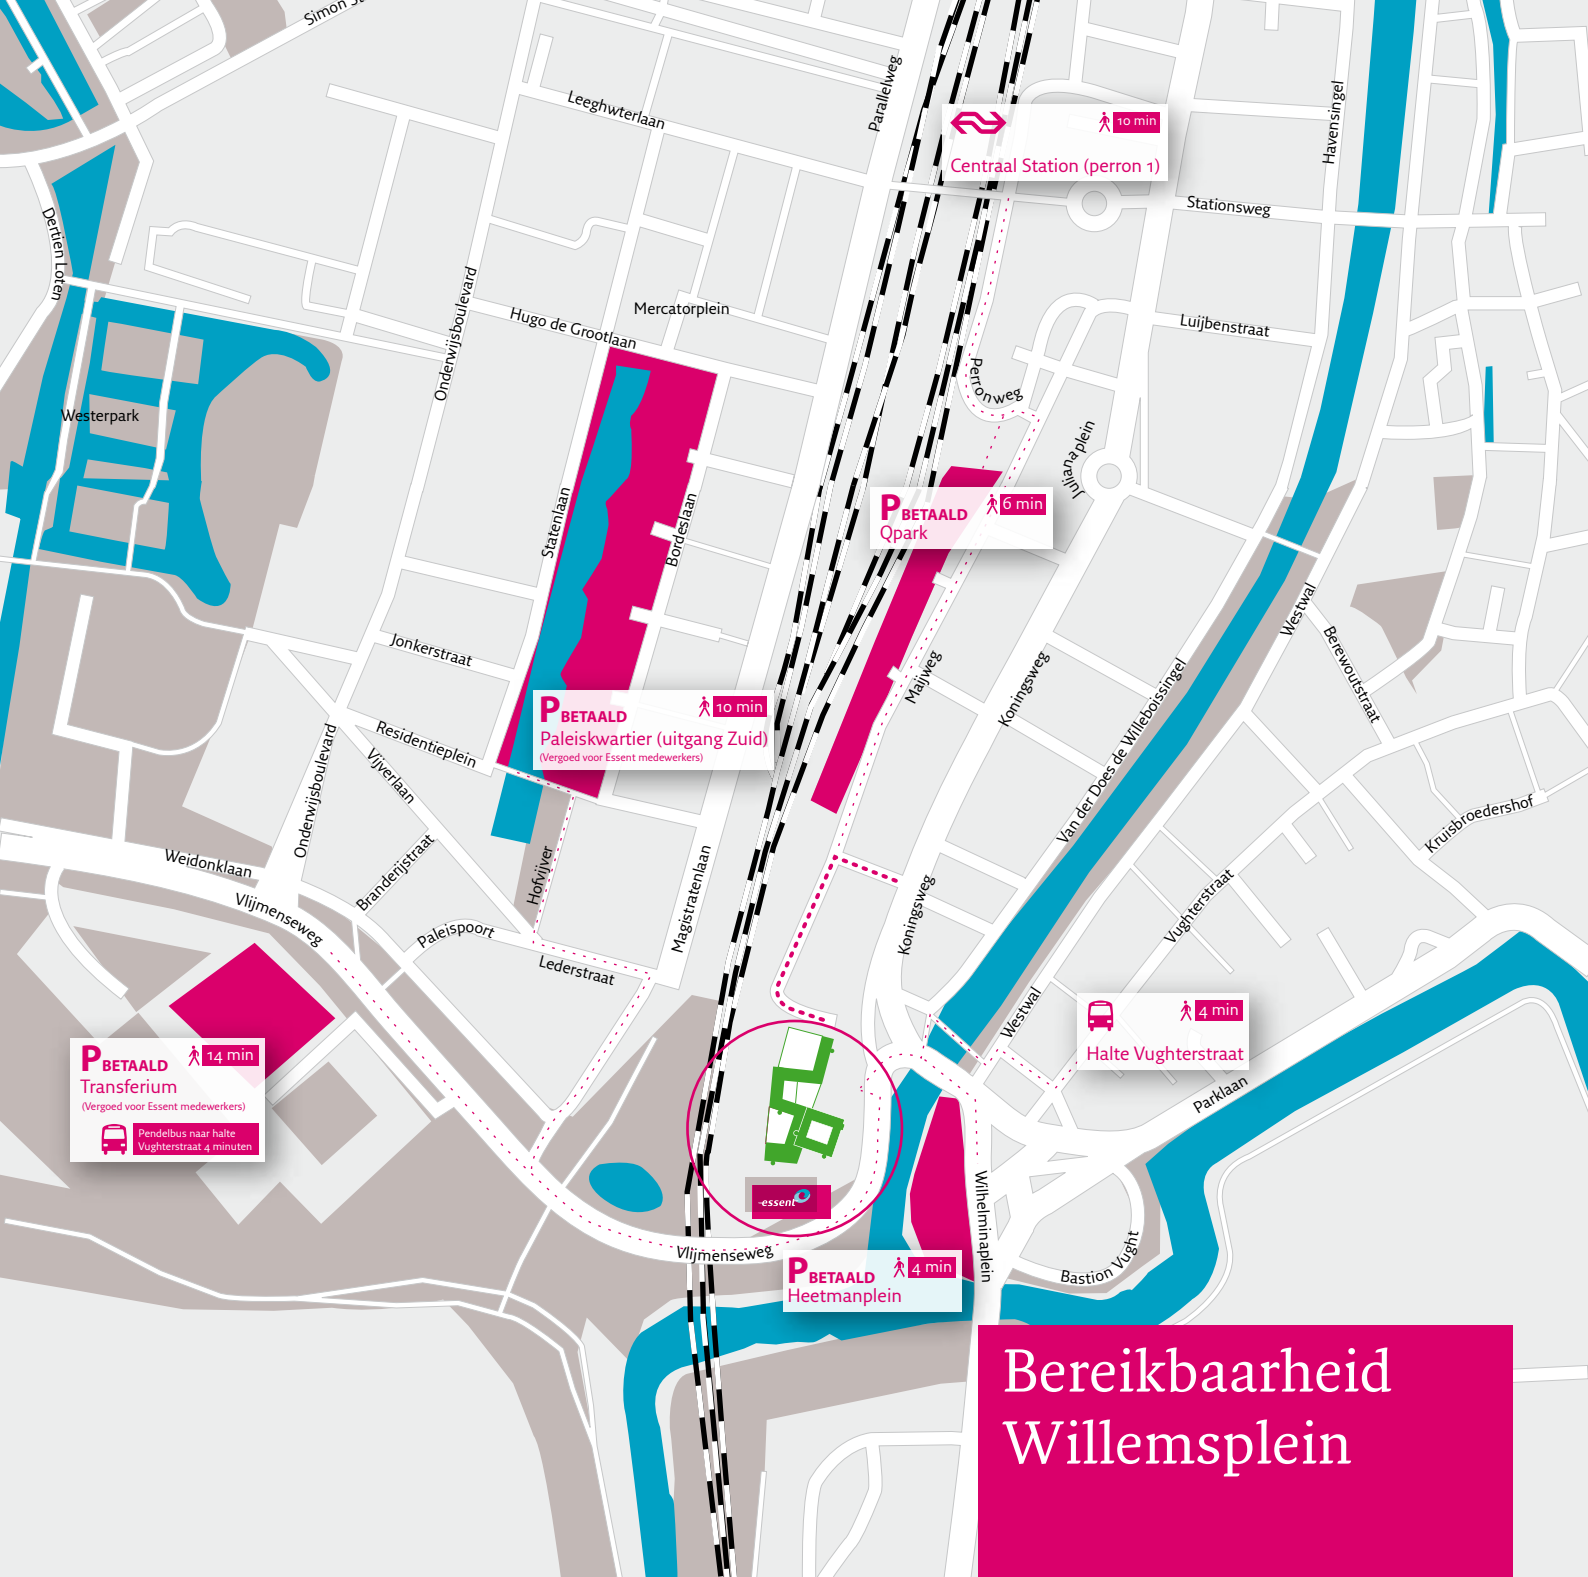 Parallelweg
Leeghwterlaan
10 min
Centraal Station (perron 1)
Havensingel
Stationsweg
Dertien Loten
Onderwijsboulevard
Hugo de Grootlaan
Mercatorplein
Luijbenstraat
Perronweg
Westerpark
Julianaplein
Statenlaan
Bordeslaan
P BETAALD
6 min
Qpark
Westwal
Berewoutstraat
Jonkerstraat
Maijweg
Koningsweg
Van der Does de Willeboissingel
P BETAALD
10 min
Paleiskwartier (uitgang Zuid)
(Vergoed voor Essent medewerkers)
Residentieplein
Vijverlaan
Onderwijsboulevard
Kruisbroedershof
Weidonklaan
Branderijstraat
Hofvijver
Magistratenlaan
Koningsweg
Vughterstraat
Vlijmenseweg
Paleispoort
Lederstraat
Westwal
4 min
Halte Vughterstraat
Parklaan
P BETAALD
14 min
Transferium
(Vergoed voor Essent medewerkers)
Pendelbus naar halte
Vughterstraat 4 minuten
essent
Wilhelminaplein
Vlijmenseweg
Bastion Vught
P BETAALD
4 min
Heetmanplein
Bereikbaarheid
Willemsplein